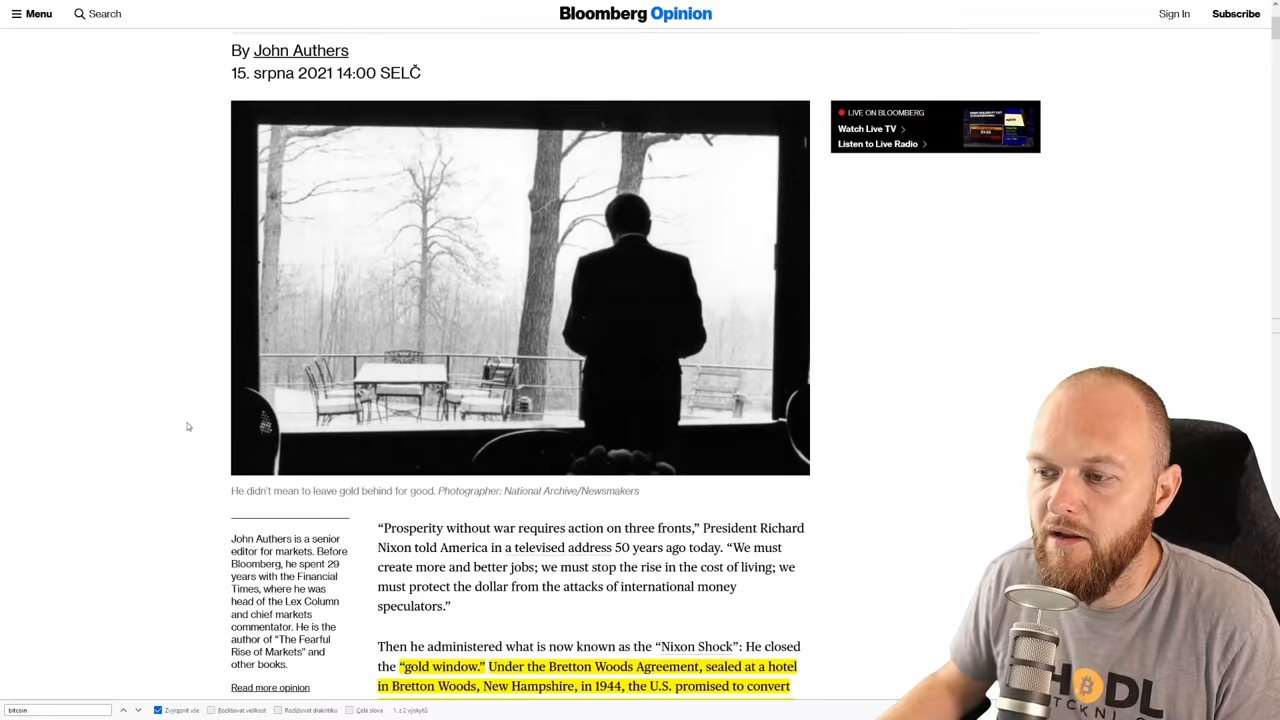 Menu
Search
Bloomberg Opinion
Sign In
Subscribe
By John Authers
15. srpna 2021 14:00 SELČ
LIVE ON BLOOMBERG
Watch Live TV
Listen to Live Radio
He didn't mean to leave gold behind for good. Photographer: National Archive/Newsmakers
John Authers is a senior
editor for markets. Before
Bloomberg, he spent 29
years with the Financial
Times, where he was
head of the Lex Column
and chief markets
commentator. He is the
author of “The Fearful
Rise of Markets” and
other books.
Read more opinion
“Prosperity without war requires action on three fronts,” President Richard
Nixon told America in a televised address 50 years ago today. “We must
create more and better jobs; we must stop the rise in the cost of living; we
must protect the dollar from the attacks of international money
speculators.”
Then he administered what is now known as the “Nixon Shock”: He closed
the “gold window.” Under the Bretton Woods Agreement, sealed at a hotel
in Bretton Woods, New Hampshire, in 1944, the U.S. promised to convert
bitcoin
Zvýraznit vše
Rozlišovat velikost
Rozlišovat diakritiku
Celá slova
1. z 2 výskytů